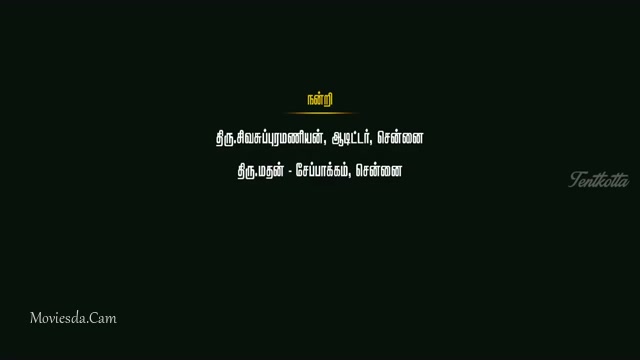 நன்றி
திரு.சிவசுப்புரமணியன், ஆடிட்டர், சென்னை
திரு.மதன் - சேப்பாக்கம், சென்னை
Tentkotta
Moviesda.Cam